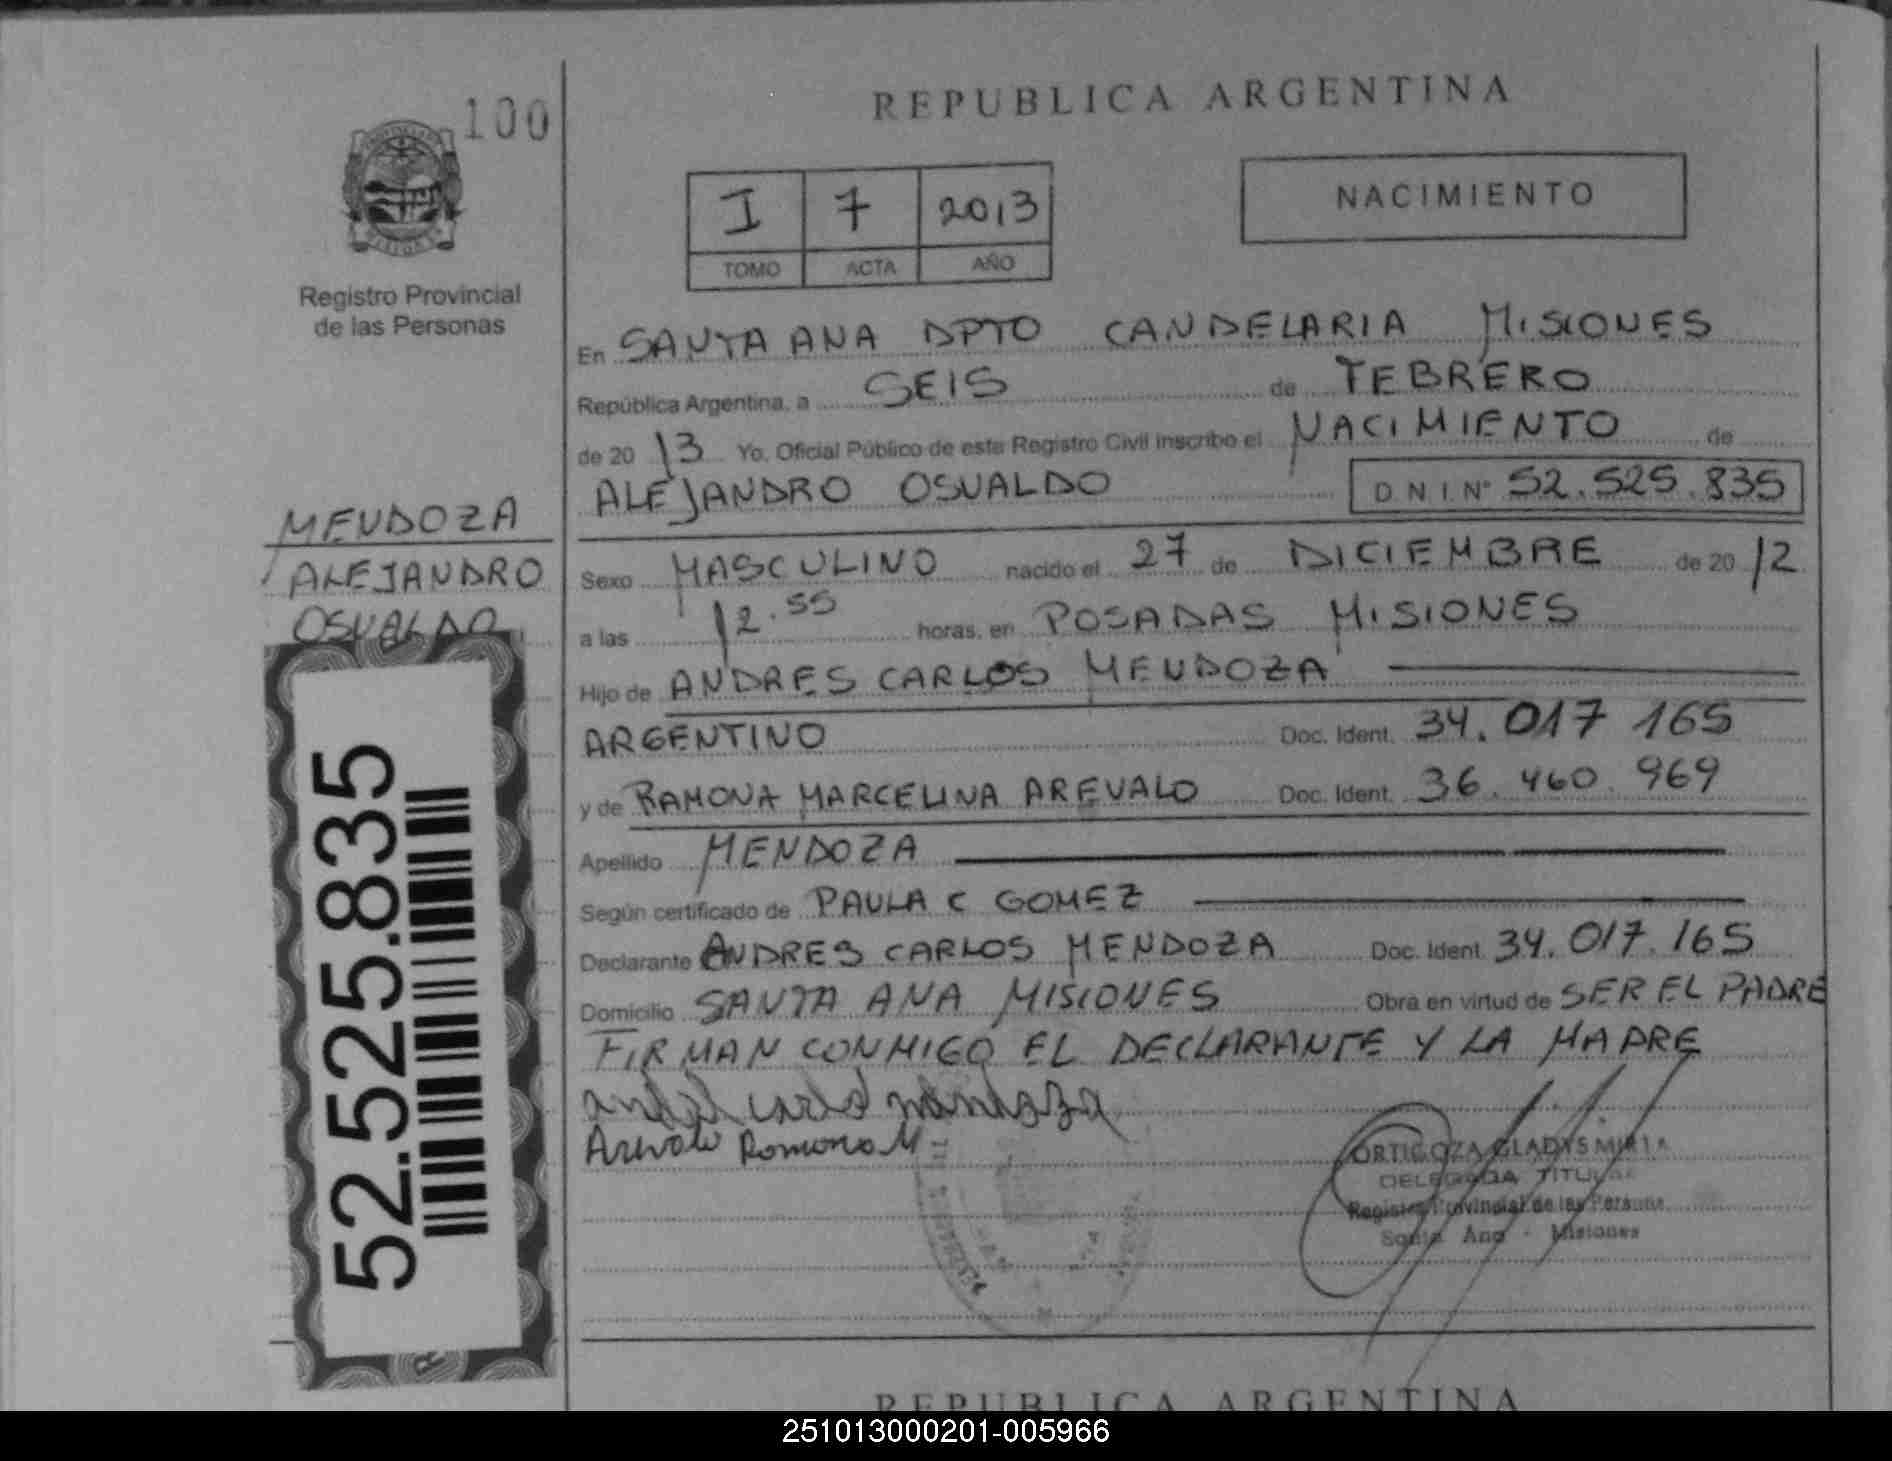 100
REPUBLICA ARGENTINA
I 7 2013
TOMO ACTA AÑO
NACIMIENTO
Registro Provincial
de las Personas
En SANTA ANA DPTO CANDELARIA MISIONES
República Argentina, a SEIS de FEBRERO
de 20 13 Yo, Oficial Público de este Registro Civil inscribo el NACIMIENTO de
ALEJANDRO OSVALDO D.N.I. N° 52.525.835
MENDOZA
ALEJANDRO
OSVALDO
Sexo MASCULINO nacido el 27 de DICIEMBRE de 20 12
a las 12.55 horas, en POSADAS MISIONES
Hijo de ANDRES CARLOS MENDOZA
ARGENTINO Doc. Ident. 34.017 165
y de RAMONA MARCELINA AREVALO Doc. Ident. 36.460.969
Apellido MENDOZA
Según certificado de PAULA C GOMEZ
Declarante ANDRES CARLOS MENDOZA Doc. Ident. 34.017.165
Domicilio SANTA ANA MISIONES Obra en virtud de SER EL PADRE
FIRMAN CONMIGO EL DECLARANTE Y LA MADRE
Arevalo Ramona M
ORTIGOZA GLADYS
DELEGADA TITULAR
Registro Provincial de las Personas
Santa Ana - Misiones
52.525.835
REPUBLICA ARGENTINA
251013000201-005966